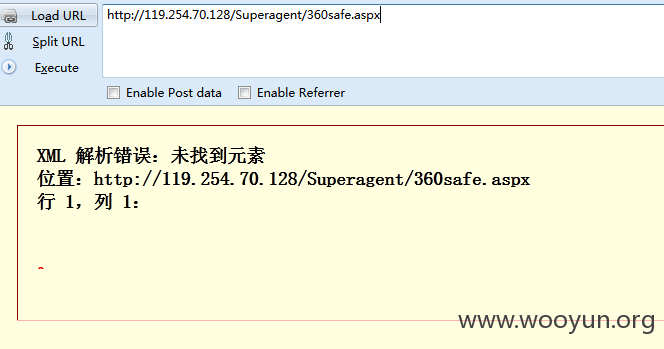 Load URL
http://119.254.70.128/Superagent/360safe.aspx
Split URL
Execute
Enable Post data
Enable Referrer
XML 解析错误：未找到元素
位置：http://119.254.70.128/Superagent/360safe.aspx
行 1，列 1：
^
www.wooyun.org